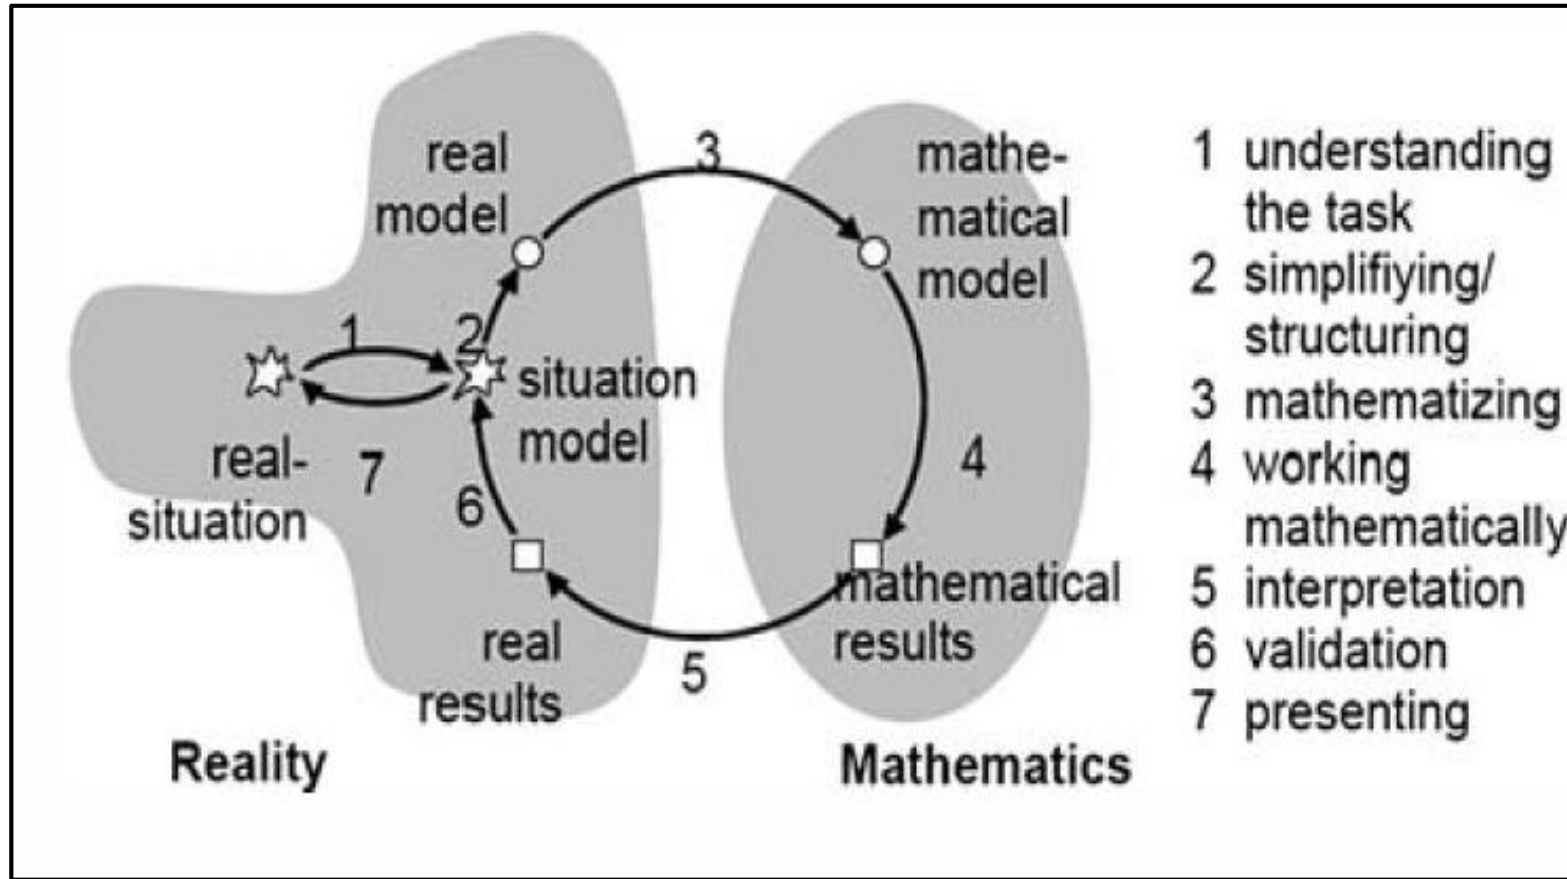 real
model
3
mathe-
matical
model
1
2
situation
model
real-
situation
7
6
4
real
results
5
mathematical
results
Reality
Mathematics
1 understanding
the task
2 simplifiying/
structuring
3 mathematizing
4 working
mathematically
5 interpretation
6 validation
7 presenting